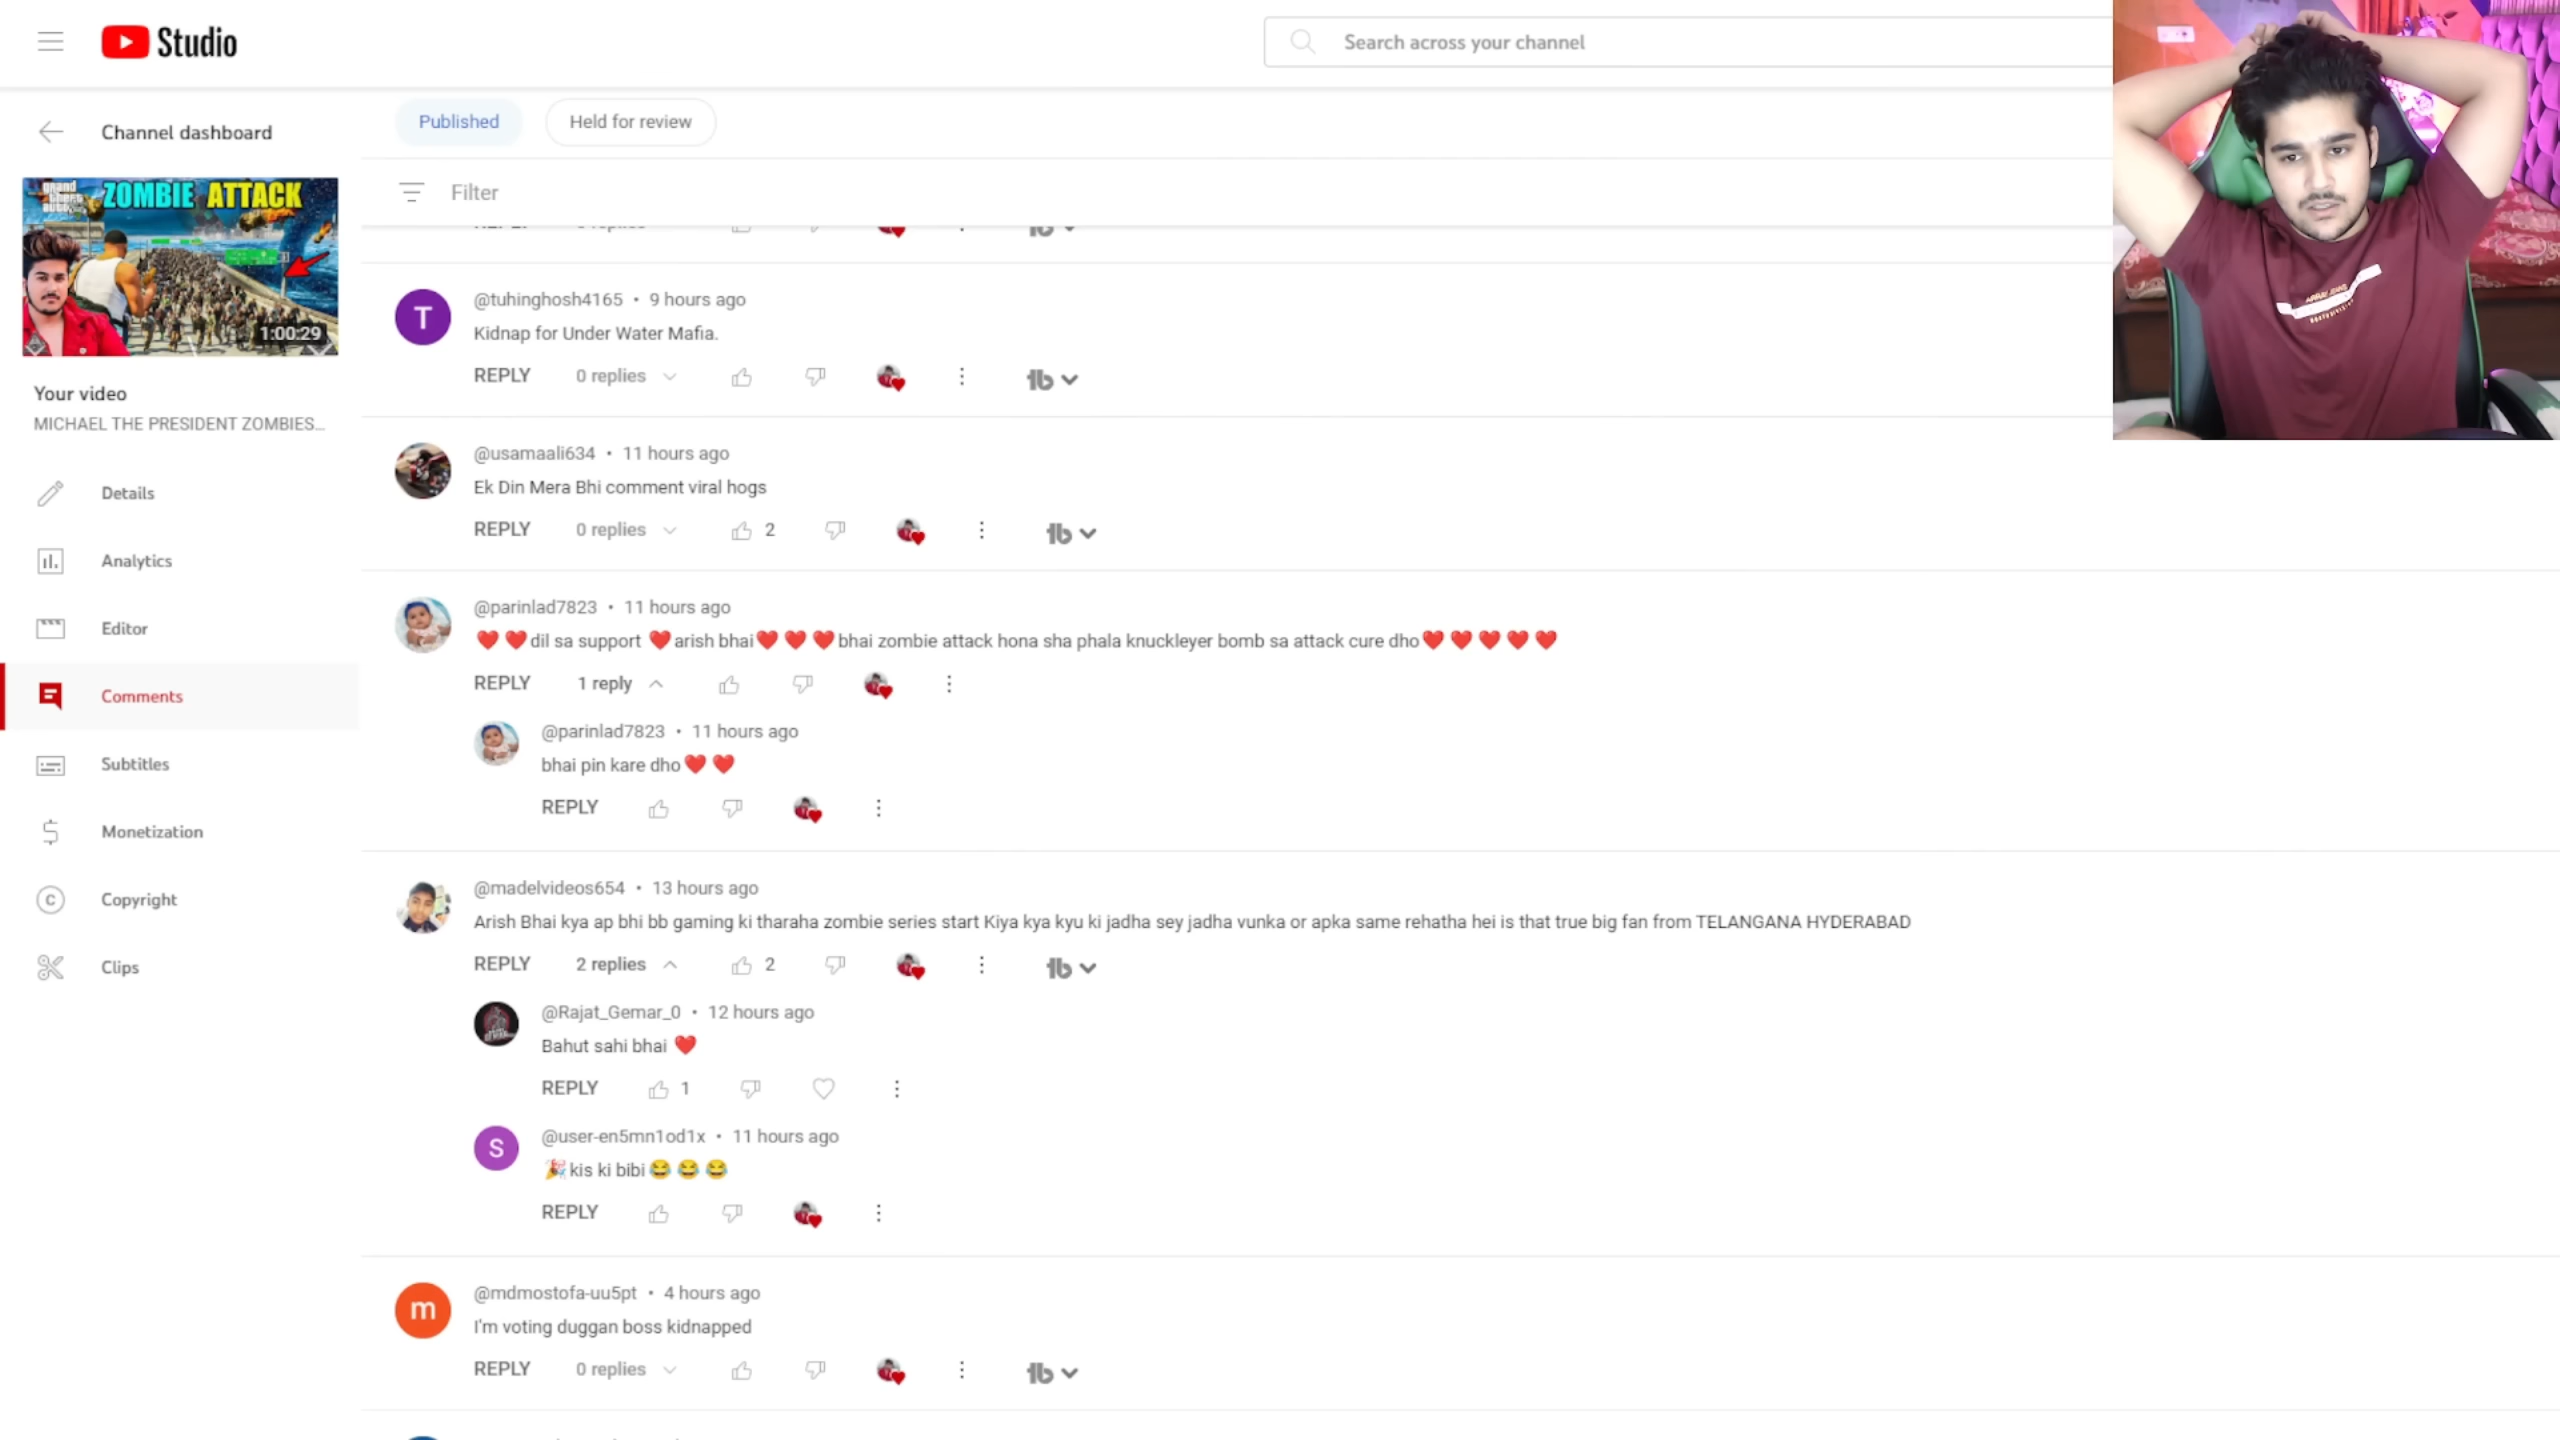 Studio
Search across your channel
Channel dashboard
Published
Held for review
Filter
grand theft auto
ZOMBIE ATTACK
1:00:29
Your video
MICHAEL THE PRESIDENT ZOMBIES...
Details
Analytics
Editor
Comments
Subtitles
Monetization
Copyright
Clips
T
@tuhinghosh4165 • 9 hours ago
Kidnap for Under Water Mafia.
REPLY 0 replies
@usamaali634 • 11 hours ago
Ek Din Mera Bhi comment viral hogs
REPLY 0 replies 2
@parinlad7823 • 11 hours ago
❤️❤️dil sa support ❤️arish bhai❤️❤️❤️bhai zombie attack hona sha phala knuckleyer bomb sa attack cure dho❤️❤️❤️❤️❤️
REPLY 1 reply
@parinlad7823 • 11 hours ago
bhai pin kare dho❤️❤️
REPLY
@madelvideos654 • 13 hours ago
Arish Bhai kya ap bhi bb gaming ki tharaha zombie series start Kiya kya kyu ki jadha sey jadha vunka or apka same rehatha hei is that true big fan from TELANGANA HYDERABAD
REPLY 2 replies 2
@Rajat_Gemar_0 • 12 hours ago
Bahut sahi bhai ❤️
REPLY 1
S
@user-en5mn1od1x • 11 hours ago
🎉kis ki bibi😂😂😂
REPLY
m
@mdmostofa-uu5pt • 4 hours ago
I'm voting duggan boss kidnapped
REPLY 0 replies